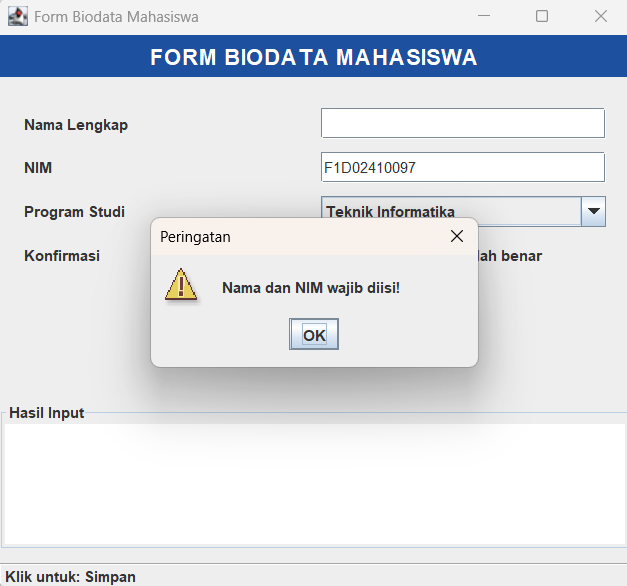 Form Biodata Mahasiswa
FORM BIODATA MAHASISWA
Nama Lengkap
NIM
F1D02410097
Program Studi
Teknik Informatika
Konfirmasi
lah benar
Peringatan
Nama dan NIM wajib diisi!
OK
Hasil Input
Klik untuk: Simpan